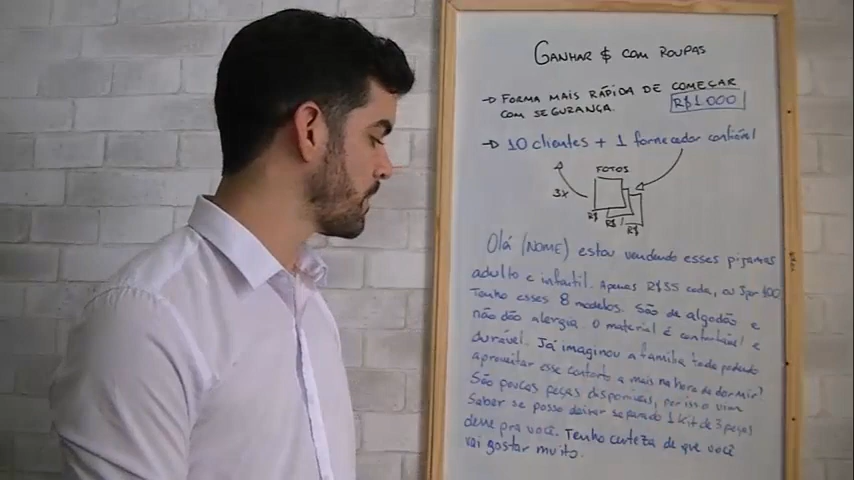 GANHAR $ COM ROUPAS
→ FORMA MAIS RÁPIDA DE COMEÇAR
COM SEGURANÇA.
R$1000
→ 10 clientes + 1 fornecedor confiável
FOTOS
3x
R$
R$
R$
Olá (NOME) estou vendendo esses pijamas
adulto e infantil. Apenas R$55 cada, ou 3 por
Tenho esses 8 modelos. São de algodão e
não dão alergia. O material é confortável e
durável. Já imaginou a família toda podendo
aproveitar esse conforto a mais na hora de dormir?
São poucas peças disponíveis, por isso vim
saber se posso deixar separado 1 kit de 3 peças
desse pra você. Tenho certeza de que você
vai gostar muito.